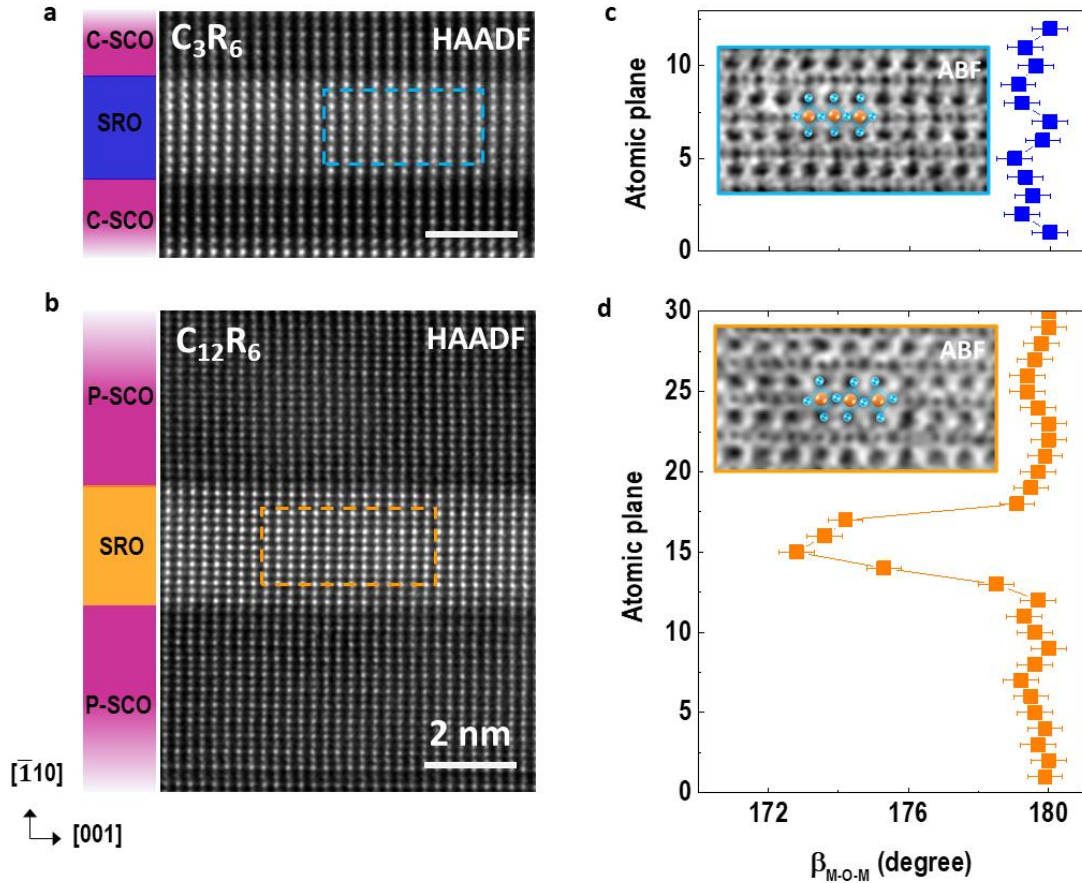 a
C-SCO
SRO
C-SCO
C₃R₆
HAADF
b
P-SCO
SRO
P-SCO
C₁₂R₆
HAADF
2 nm
[1̅10]
[001]
c
Atomic plane
10
5
0
ABF
d
Atomic plane
30
25
20
15
10
5
0
ABF
172
176
180
β_M-O-M (degree)